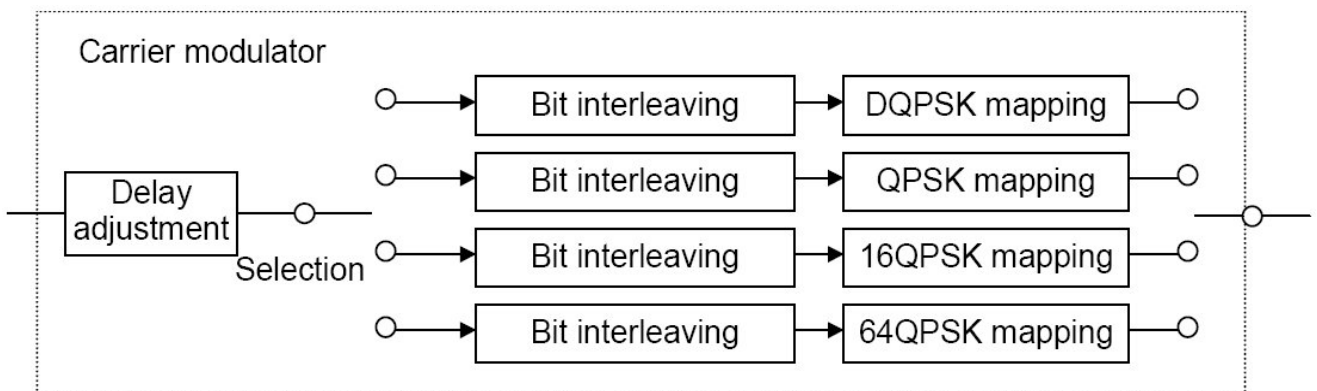 Carrier modulator
Bit interleaving
DQPSK mapping
Bit interleaving
QPSK mapping
Delay
adjustment
Selection
Bit interleaving
16QPSK mapping
Bit interleaving
64QPSK mapping